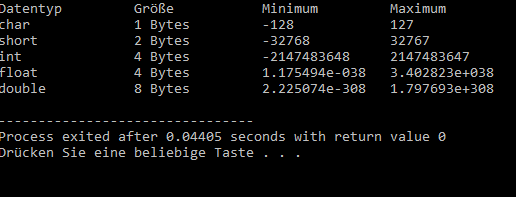 Datentyp Größe Minimum Maximum
char 1 Bytes -128 127
short 2 Bytes -32768 32767
int 4 Bytes -2147483648 2147483647
float 4 Bytes 1.175494e-038 3.402823e+038
double 8 Bytes 2.225074e-308 1.797693e+308
--------------------------------
Process exited after 0.04405 seconds with return value 0
Drücken Sie eine beliebige Taste . . .